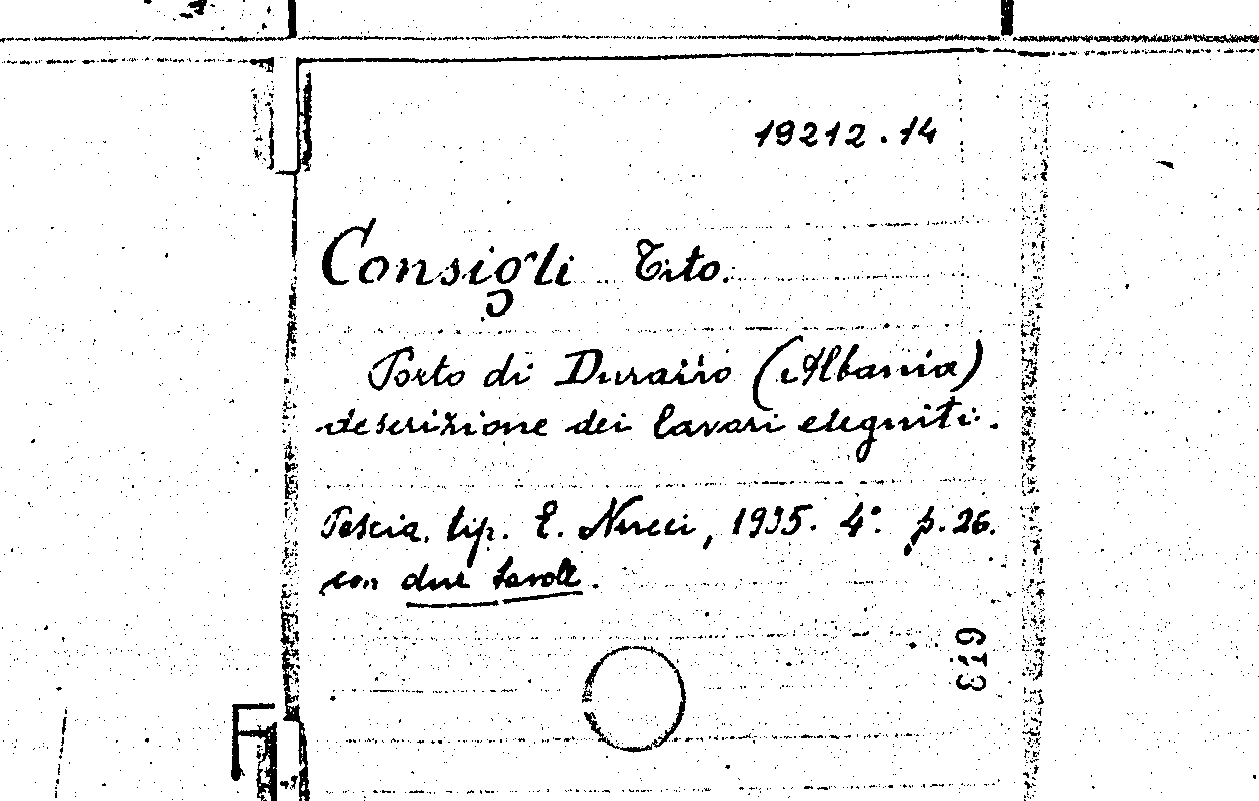 19212.14
Consigli Tito.
Porto di Durazzo (Albania)
descrizione dei lavori eseguiti.
Pescia. tip. E. Nucci, 1935. 4° p. 26.
con due tavole.
619